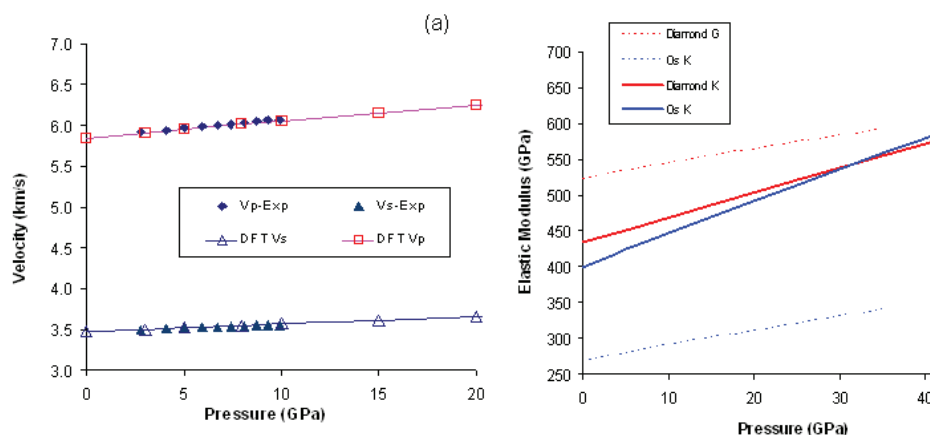 (a)
7.0
6.5
6.0
5.5
5.0
4.5
4.0
3.5
3.0
Velocity (km/s)
Vp-Exp
Vs-Exp
DFT Vs
DFT Vp
0 5 10 15 20
Pressure (GPa)
Diamond G
Os K
Diamond K
Os K
700
650
600
550
500
450
400
350
300
250
Elastic Modulus (GPa)
0 10 20 30 40
Pressure (GPa)